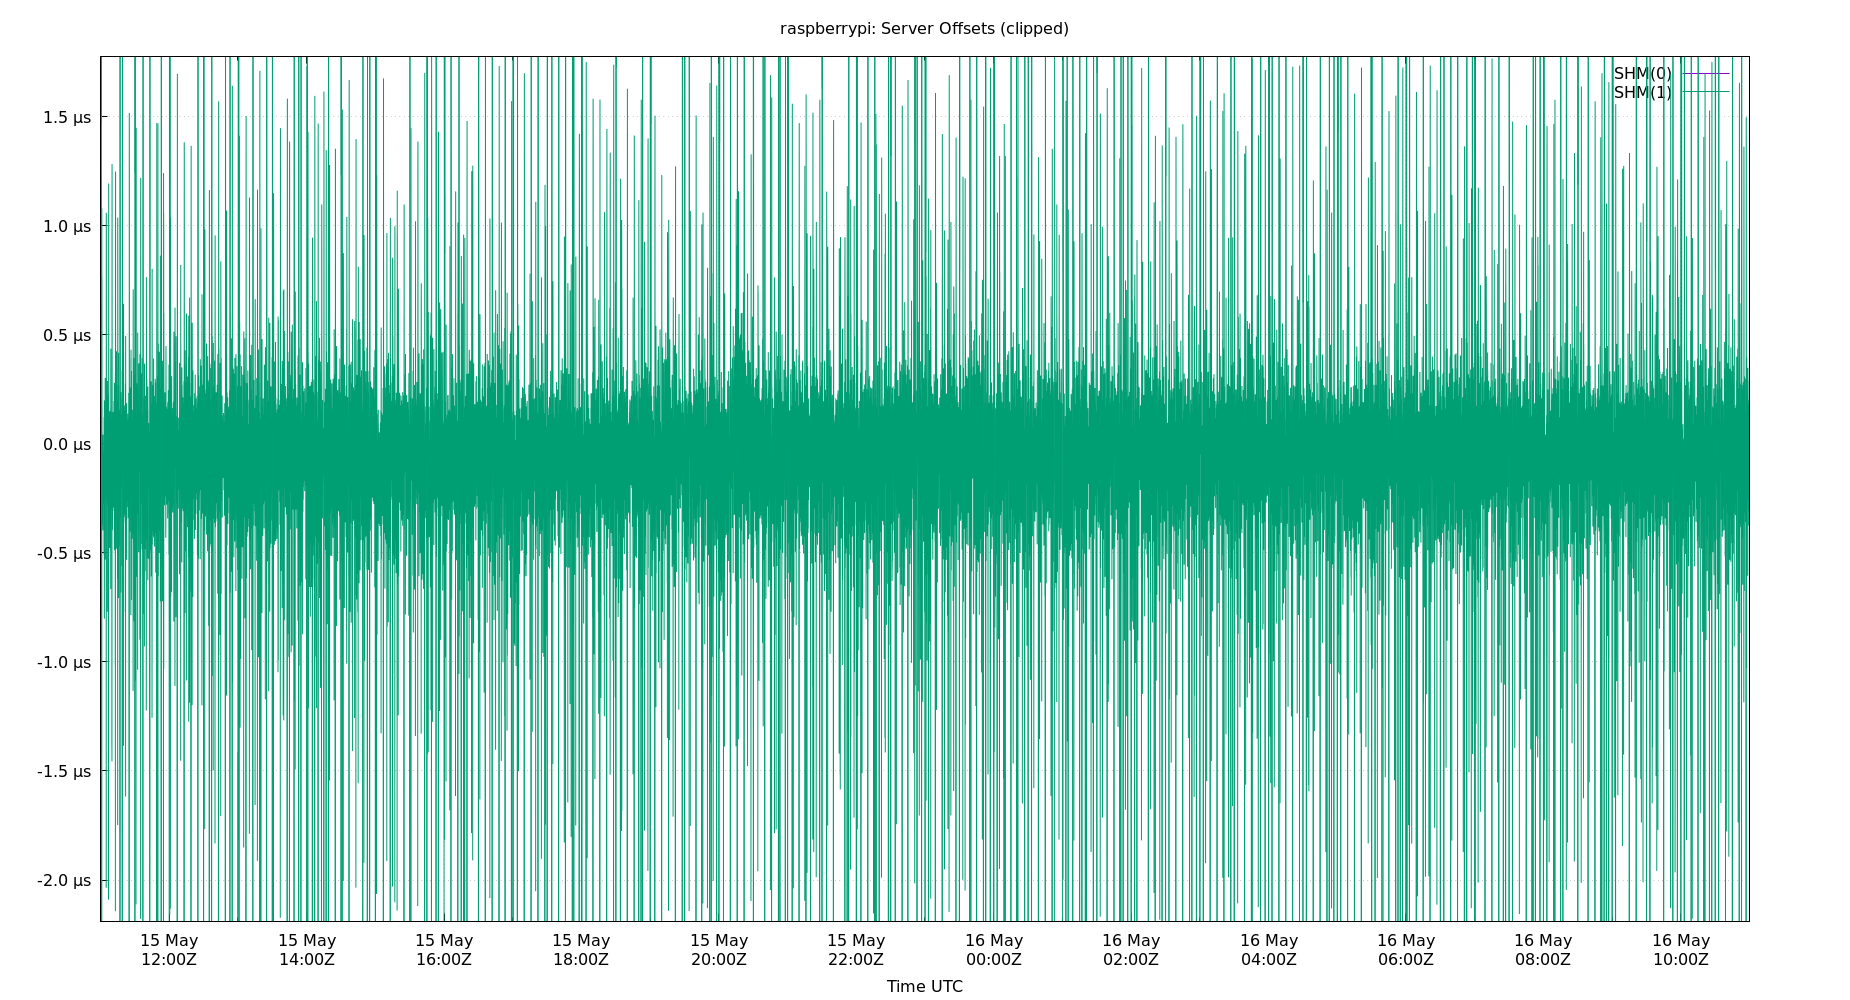 raspberrypi: Server Offsets (clipped)
SHM(0)
SHM(1)
1.5 µs
1.0 µs
0.5 µs
0.0 µs
-0.5 µs
-1.0 µs
-1.5 µs
-2.0 µs
15 May 15 May 15 May 15 May 15 May 15 May 16 May 16 May 16 May 16 May 16 May 16 May
12:00Z 14:00Z 16:00Z 18:00Z 20:00Z 22:00Z 00:00Z 02:00Z 04:00Z 06:00Z 08:00Z 10:00Z
Time UTC